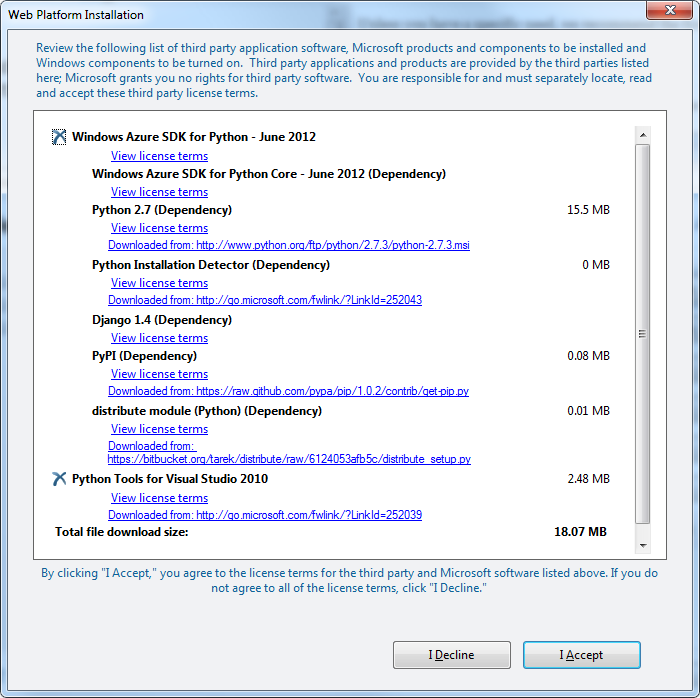 Web Platform Installation
Review the following list of third party application software, Microsoft products and components to be installed and
Windows components to be turned on.  Third party applications and products are provided by the third parties listed
here; Microsoft grants you no rights for third party software.  You are responsible for and must separately locate, read
and accept these third party license terms.
Windows Azure SDK for Python - June 2012
View license terms
Windows Azure SDK for Python Core - June 2012 (Dependency)
View license terms
Python 2.7 (Dependency) 15.5 MB
View license terms
Downloaded from: http://www.python.org/ftp/python/2.7.3/python-2.7.3.msi
Python Installation Detector (Dependency) 0 MB
View license terms
Downloaded from: http://go.microsoft.com/fwlink/?LinkId=252043
Django 1.4 (Dependency)
View license terms
PyPI (Dependency) 0.08 MB
View license terms
Downloaded from: https://raw.github.com/pypa/pip/1.0.2/contrib/get-pip.py
distribute module (Python) (Dependency) 0.01 MB
View license terms
Downloaded from:
https://bitbucket.org/tarek/distribute/raw/6124053afb5c/distribute_setup.py
Python Tools for Visual Studio 2010 2.48 MB
View license terms
Downloaded from: http://go.microsoft.com/fwlink/?LinkId=252039
Total file download size: 18.07 MB
By clicking "I Accept," you agree to the license terms for the third party and Microsoft software listed above. If you do
not agree to all of the license terms, click "I Decline."
I Decline I Accept